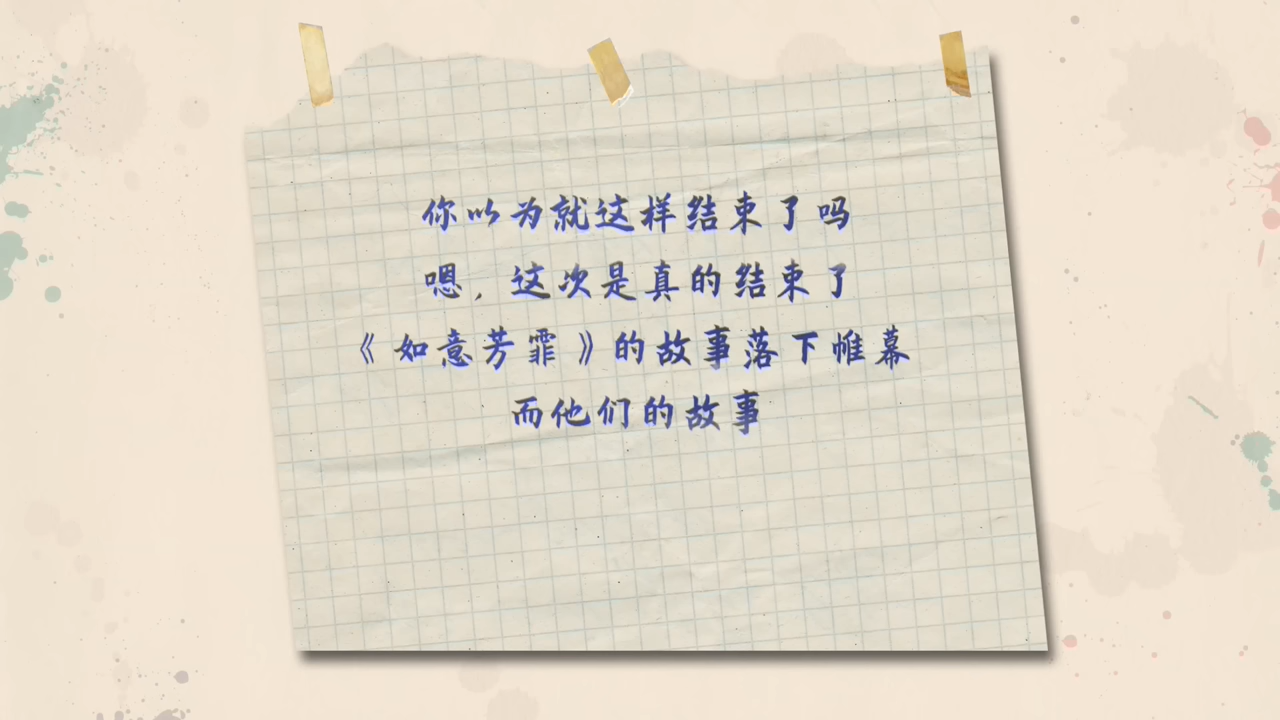 你以为就这样结束了吗
嗯，这次是真的结束了
《如意芳霏》的故事落下帷幕
而他们的故事